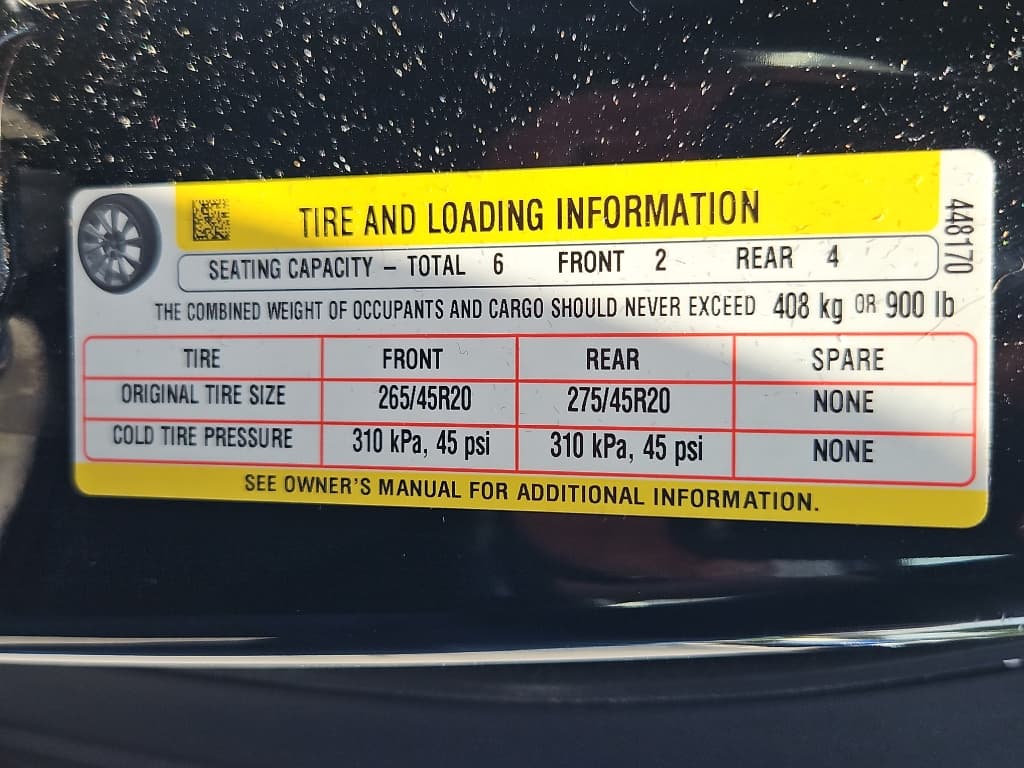 TIRE AND LOADING INFORMATION
448170
SEATING CAPACITY – TOTAL 6 FRONT 2 REAR 4
THE COMBINED WEIGHT OF OCCUPANTS AND CARGO SHOULD NEVER EXCEED 408 kg OR 900 lb
TIRE FRONT REAR SPARE
ORIGINAL TIRE SIZE 265/45R20 275/45R20 NONE
COLD TIRE PRESSURE 310 kPa, 45 psi 310 kPa, 45 psi NONE
SEE OWNER'S MANUAL FOR ADDITIONAL INFORMATION.